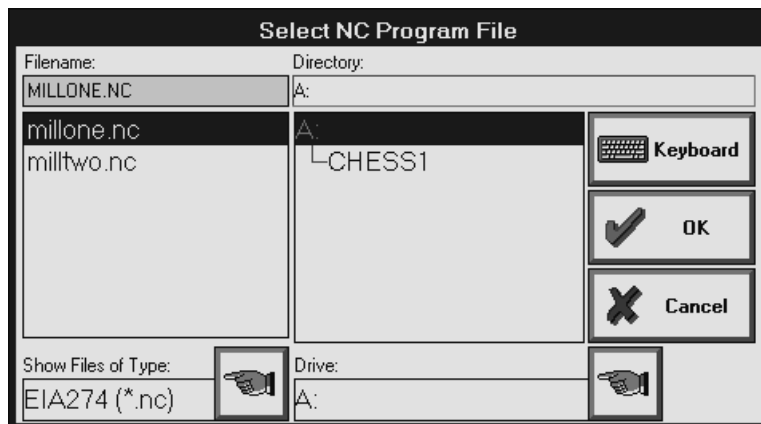 Select NC Program File
Filename:
Directory:
MILLONE.NC
A:
millone.nc
milltwo.nc
A:
CHESS1
Keyboard
OK
Cancel
Show Files of Type:
EIA274 (*.nc)
Drive:
A: